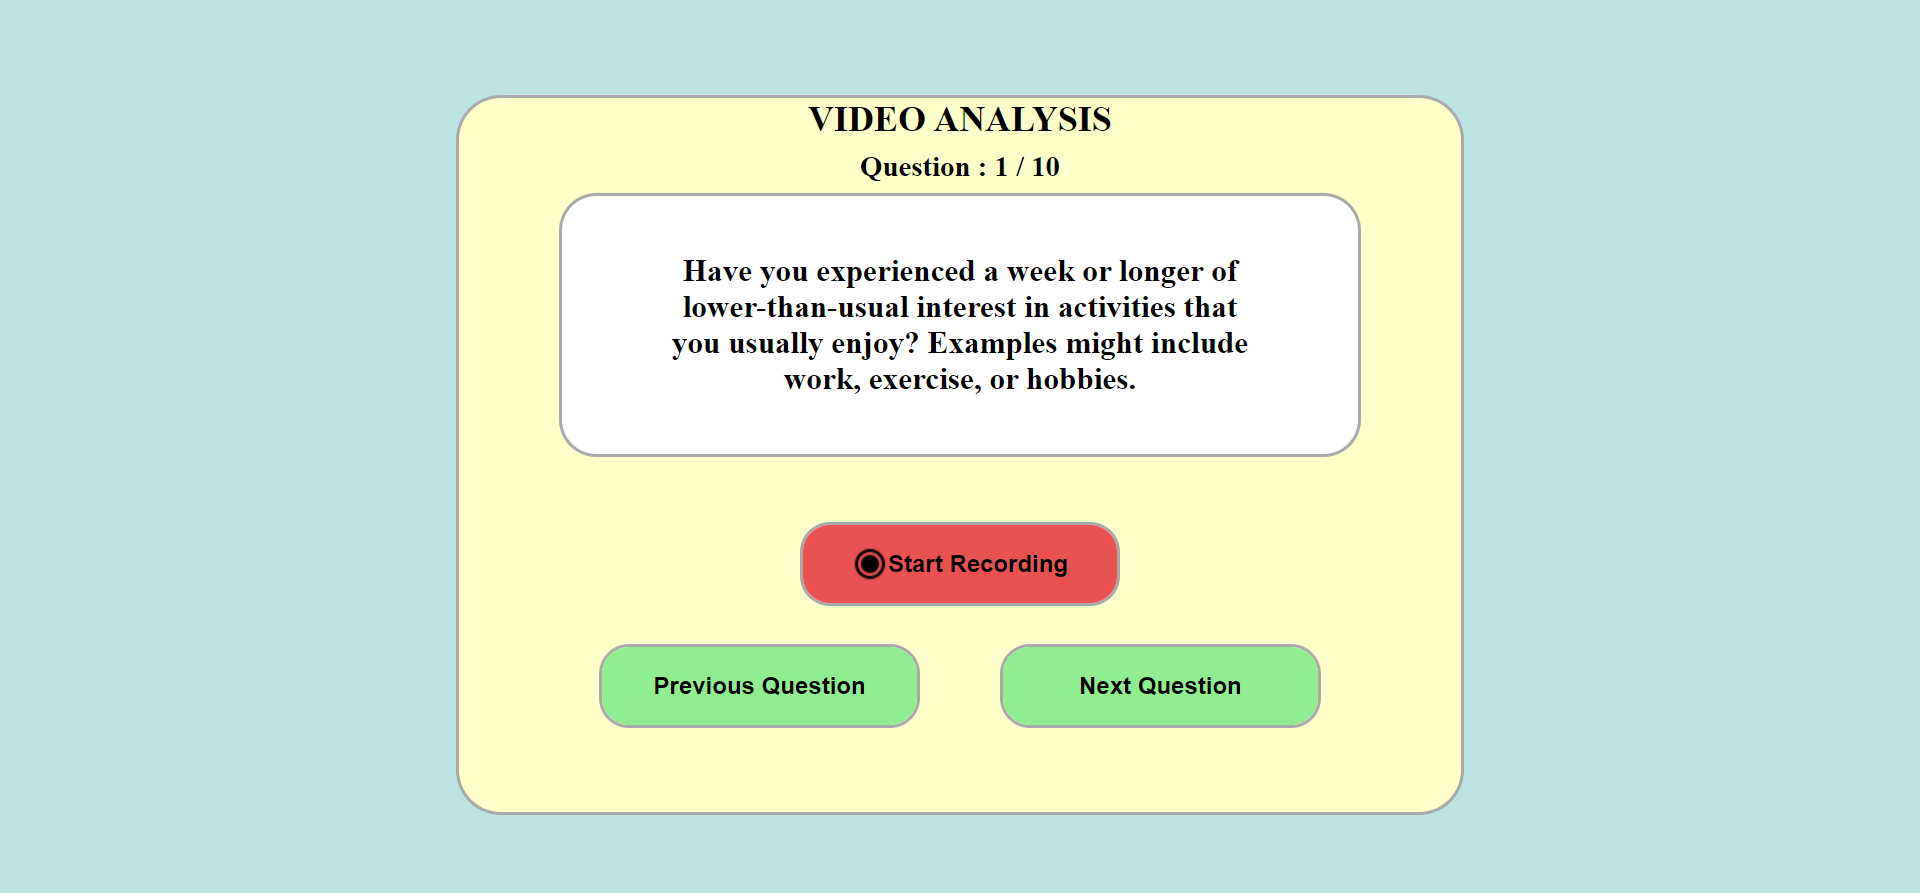 VIDEO ANALYSIS
Question : 1 / 10
Have you experienced a week or longer of
lower-than-usual interest in activities that
you usually enjoy? Examples might include
work, exercise, or hobbies.
Start Recording
Previous Question
Next Question